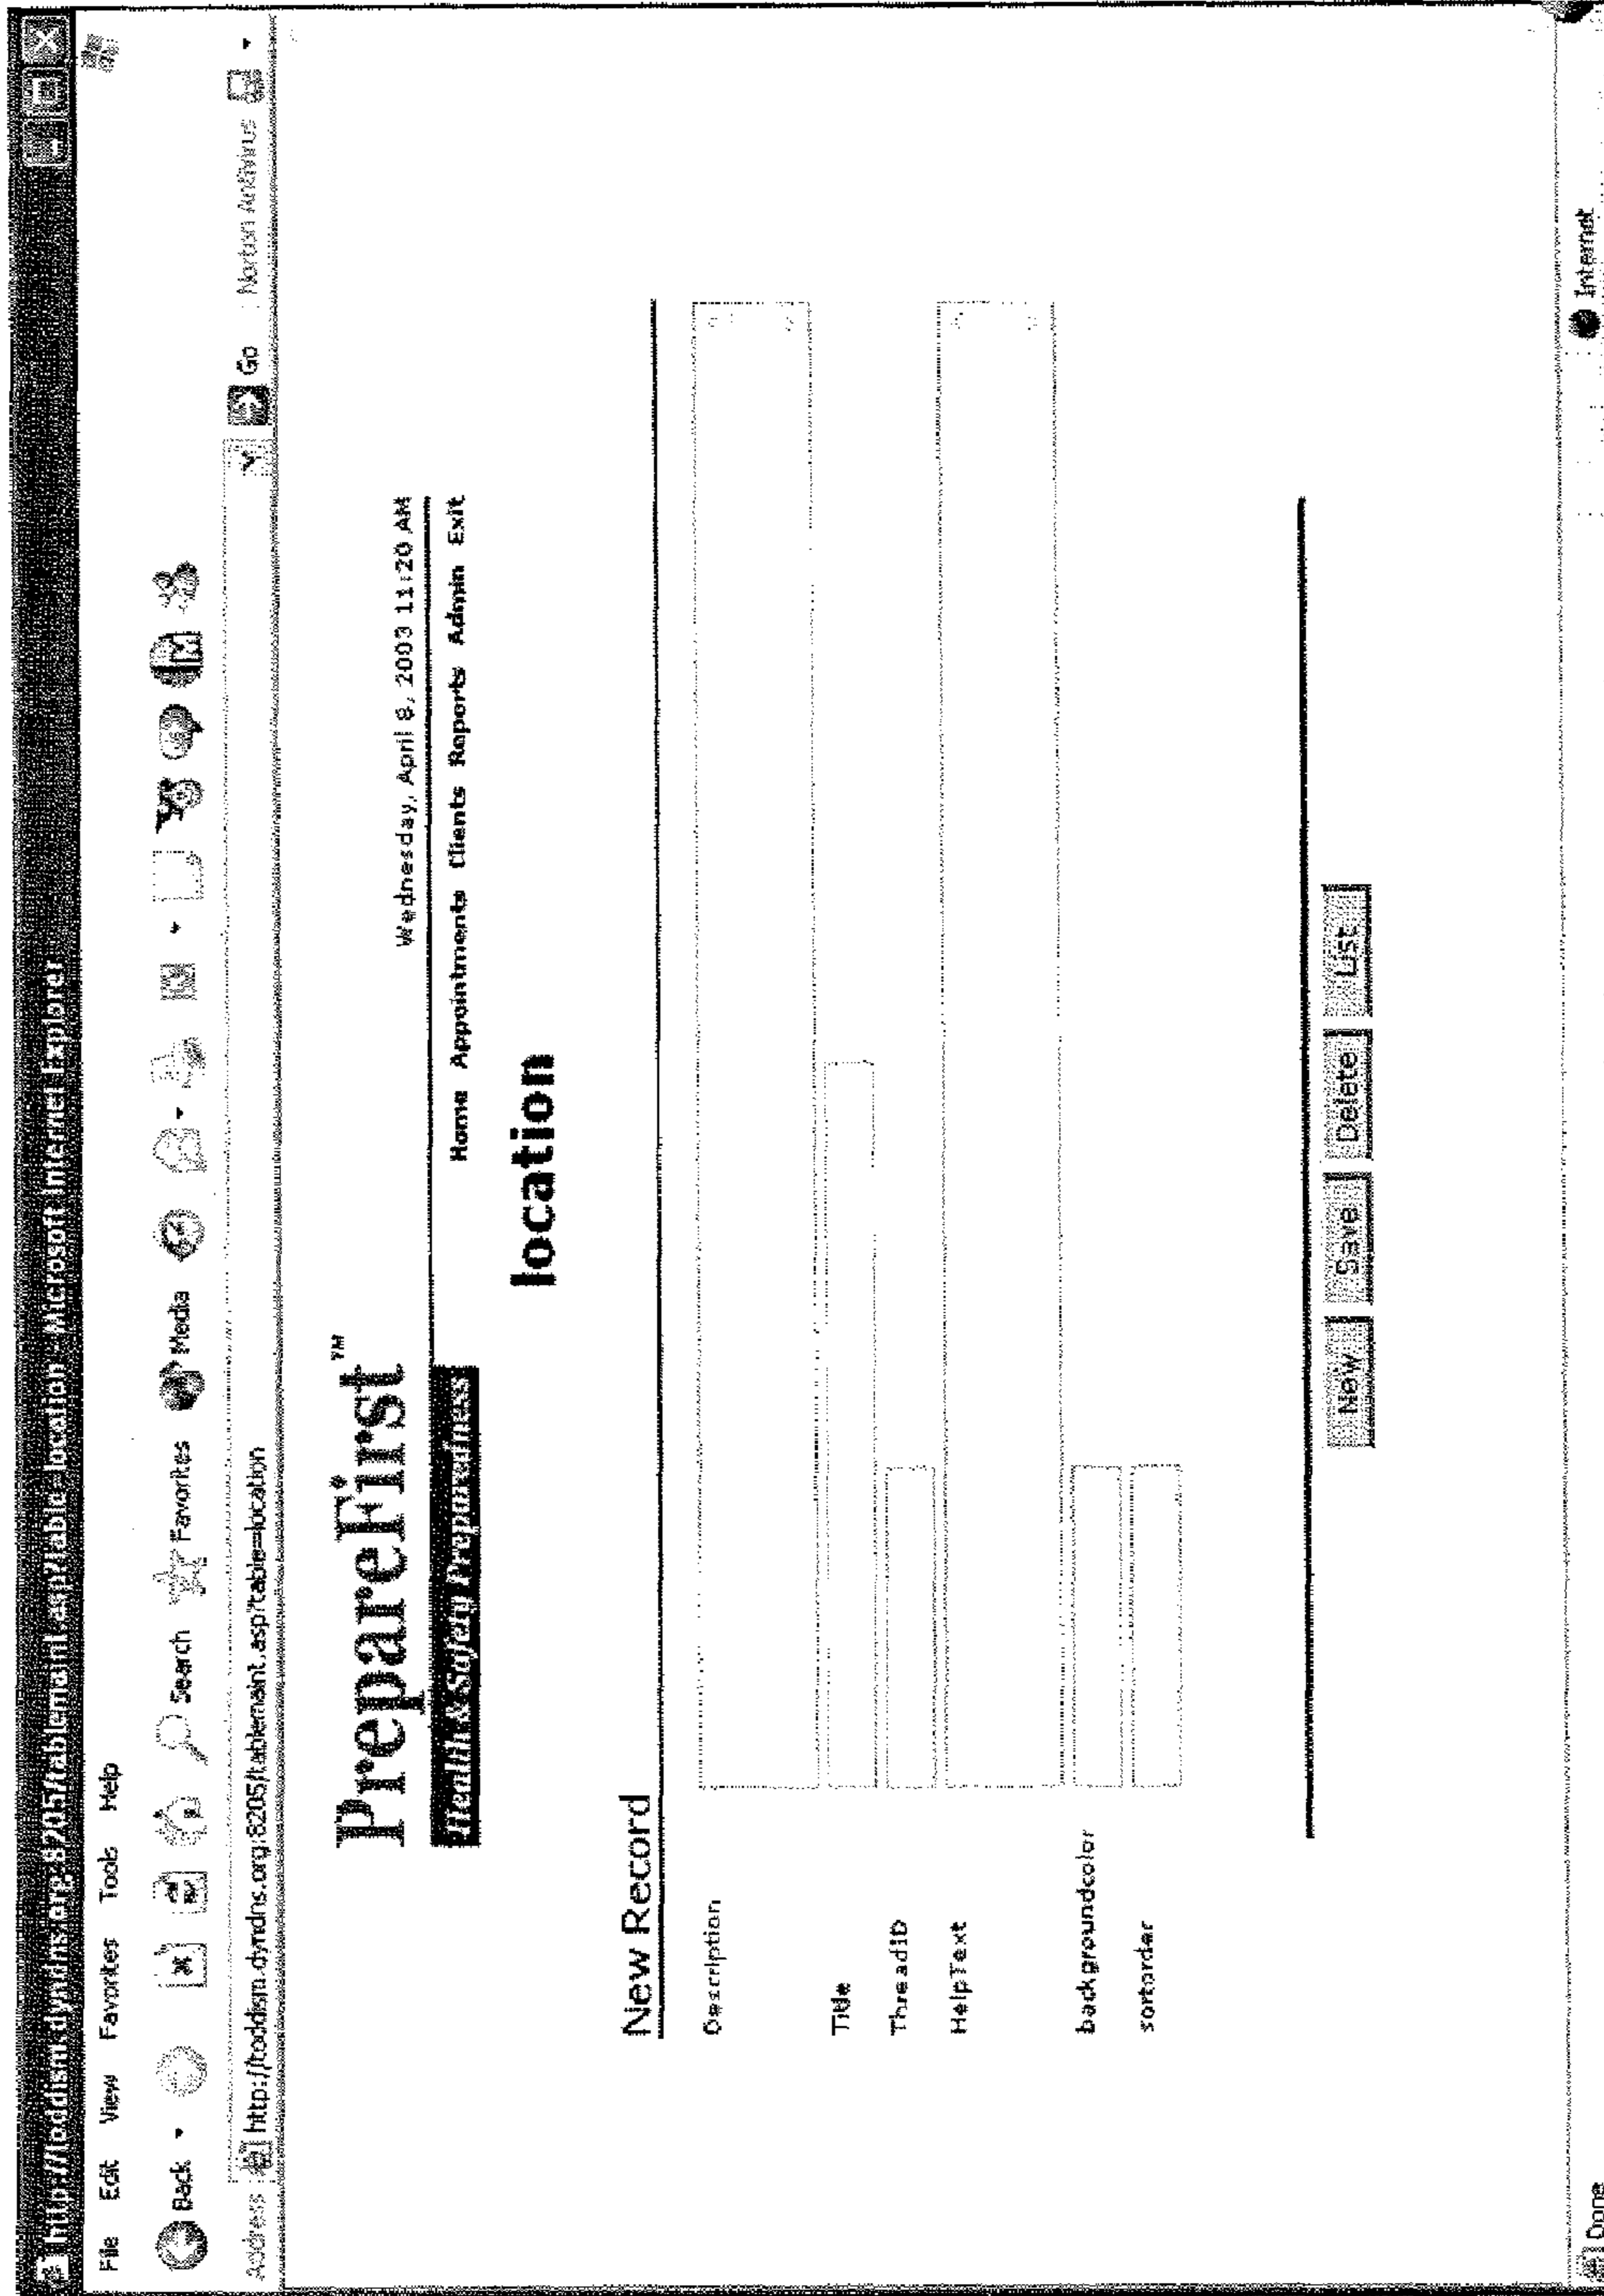 http://toddism.dyndns.org:8205/tablemaint.asp?table=location - Microsoft Internet Explorer
File Edit View Favorites Tools Help
Back Search Favorites Media
Address http://toddism.dyndns.org:8205/tablemaint.asp?table=location Go Norton AntiVirus
PrepareFirst™
Wednesday, April 8, 2003 11:20 AM
Health & Safety Preparedness
Home Appointments Clients Reports Admin Exit
location
New Record
Description
Title
ThreadID
HelpText
backgroundcolor
sortorder
New Save Delete List
Done Internet